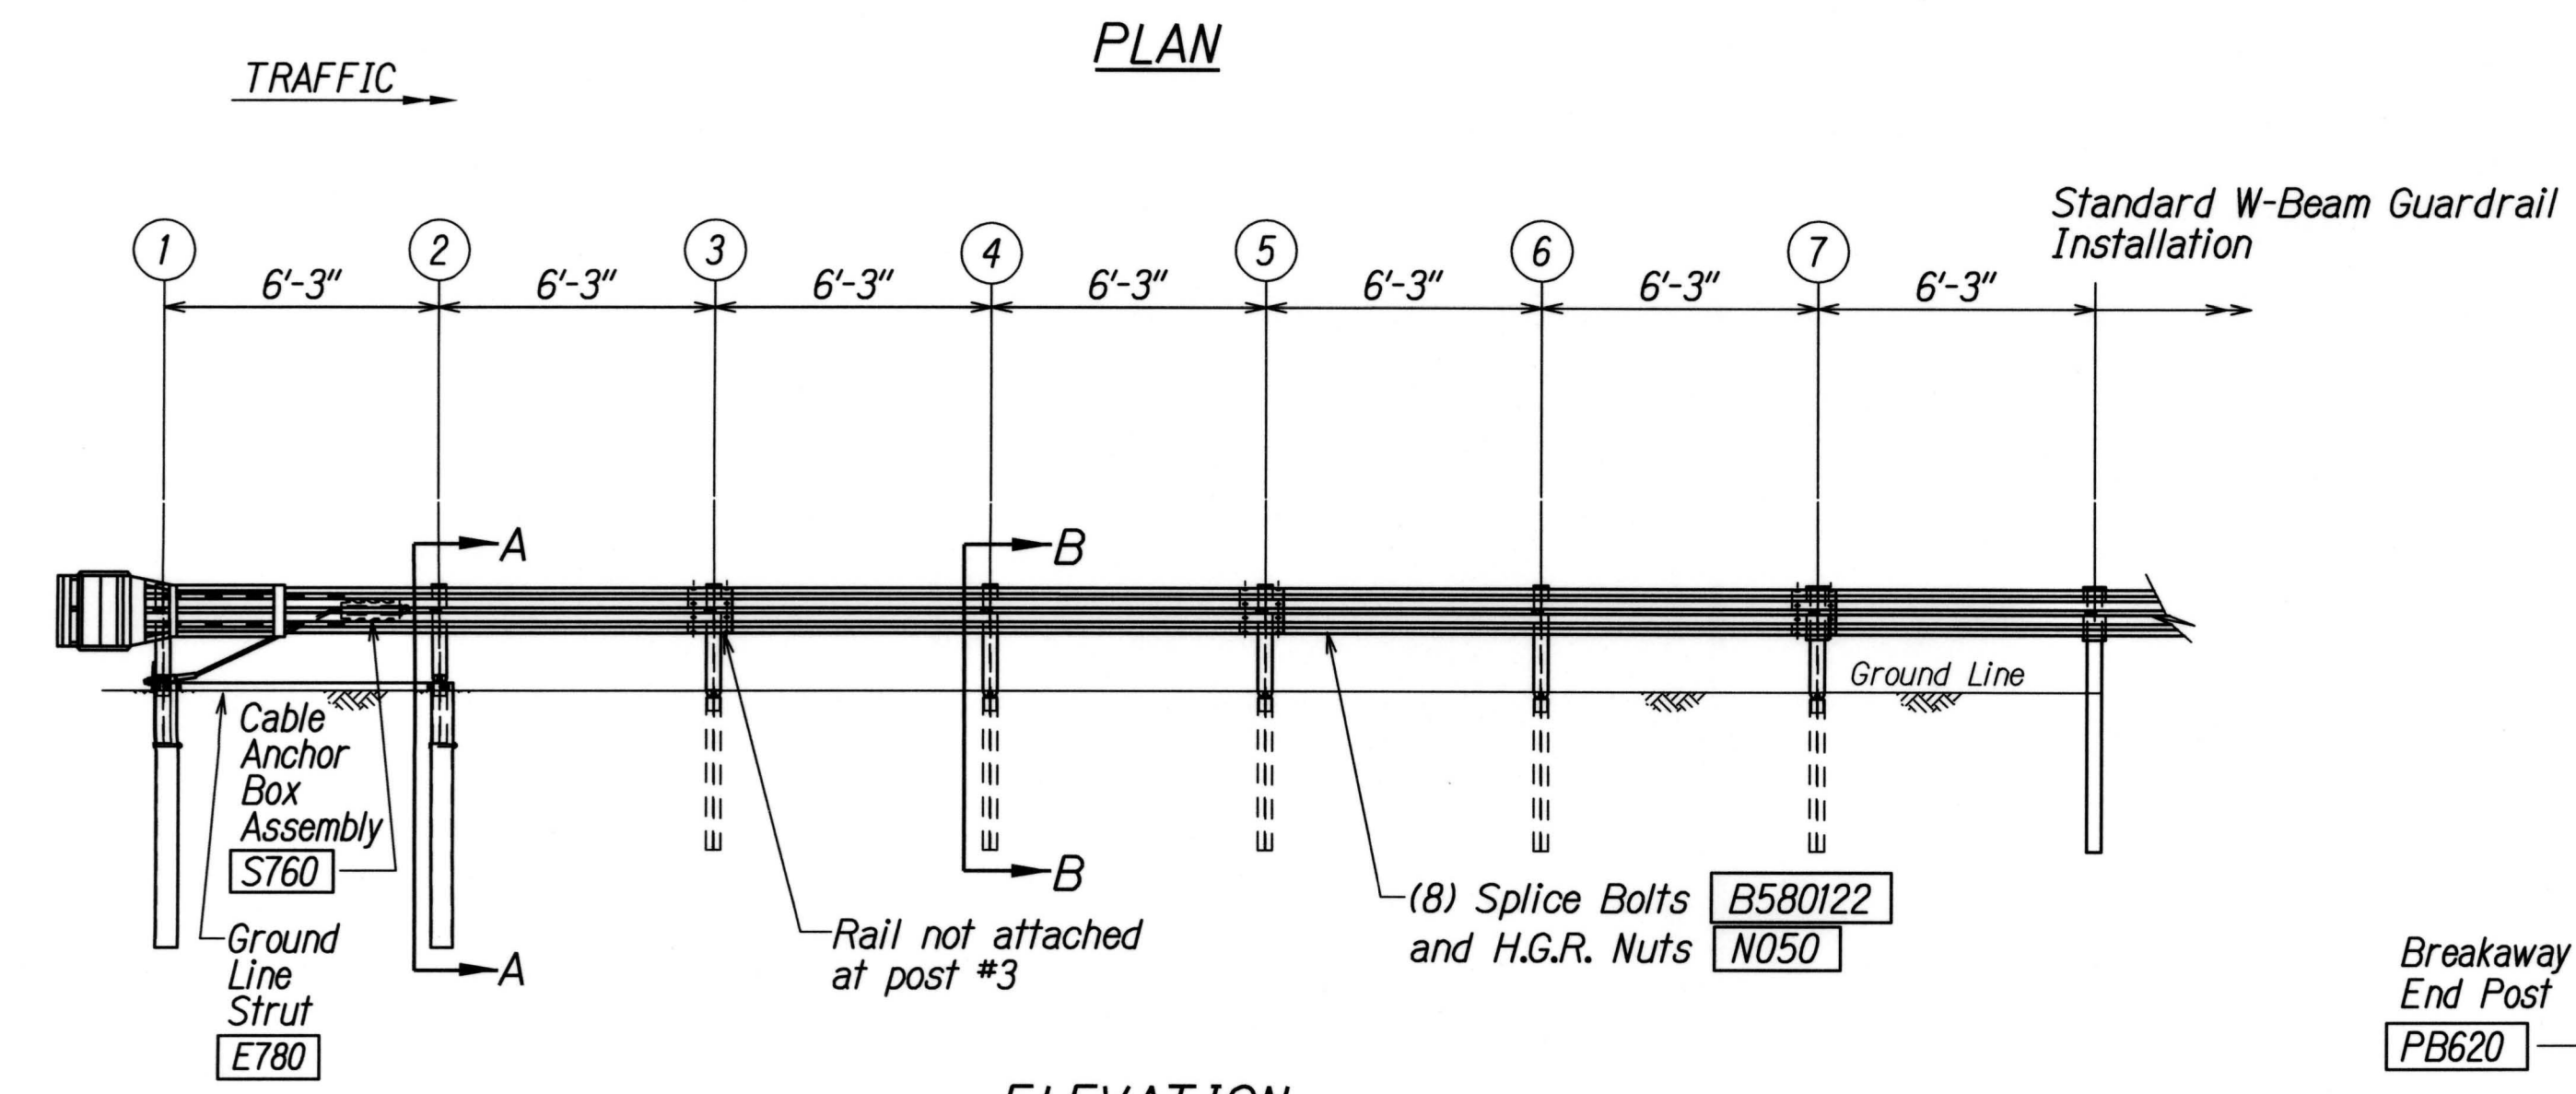 PLAN
TRAFFIC
Standard W-Beam Guardrail
Installation
1 2 3 4 5 6 7
6'-3" 6'-3" 6'-3" 6'-3" 6'-3" 6'-3" 6'-3"
A B
Ground Line
Cable
Anchor
Box
Assembly
S760
B
A
Ground
Line
Strut
E780
Rail not attached
at post #3
(8) Splice Bolts B580122
and H.G.R. Nuts N050
Breakaway
End Post
PB620
ELEVATION